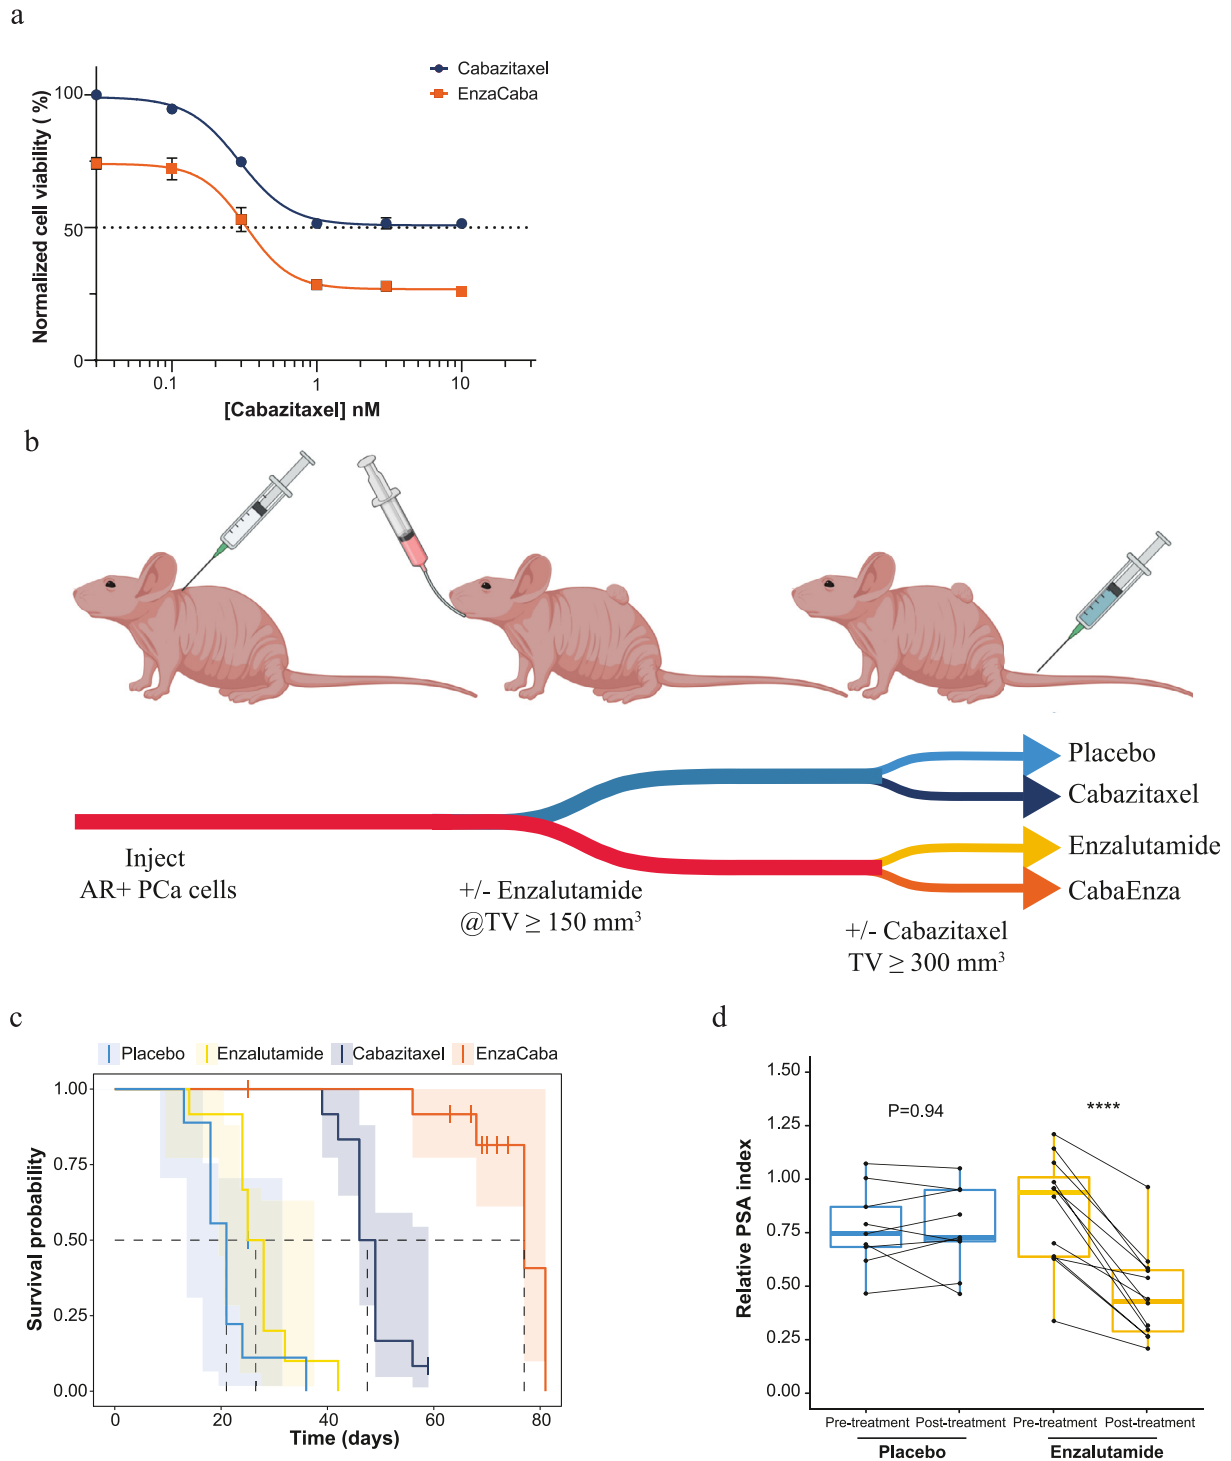 a
Cabazitaxel
EnzaCaba
Normalized cell viability ( %)
100
50
0
0.1
1
10
[Cabazitaxel] nM
b
Inject
AR+ PCa cells
+/- Enzalutamide
@TV ≥ 150 mm³
+/- Cabazitaxel
TV ≥ 300 mm³
Placebo
Cabazitaxel
Enzalutamide
CabaEnza
c
Placebo Enzalutamide Cabazitaxel EnzaCaba
Survival probability
1.00
0.75
0.50
0.25
0.00
0 20 40 60 80
Time (days)
d
Relative PSA index
1.50
1.25
1.00
0.75
0.50
0.25
0.00
P=0.94
****
Pre-treatment Post-treatment Pre-treatment Post-treatment
Placebo Enzalutamide